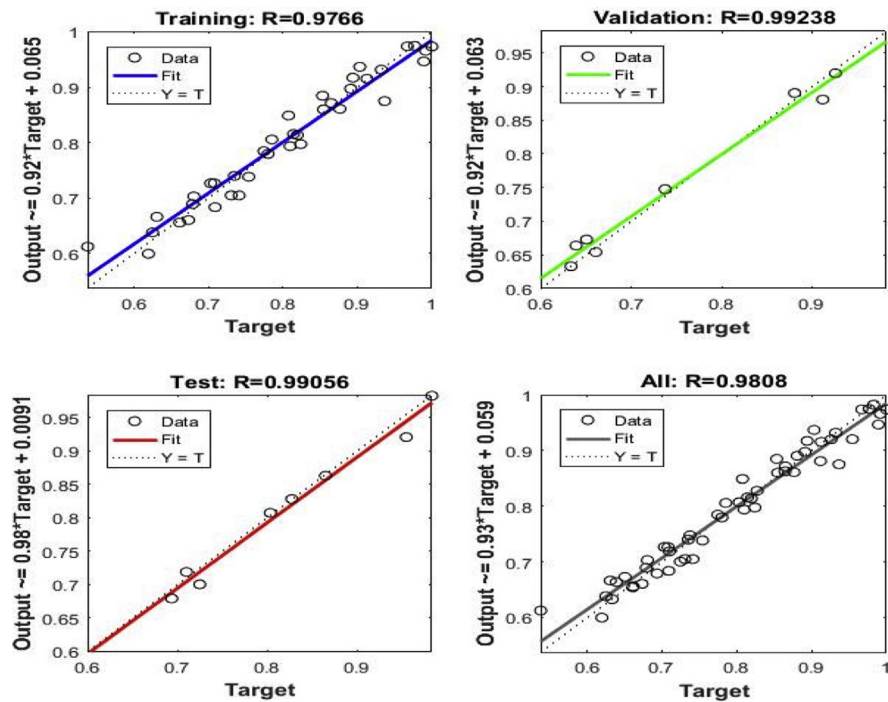 Training: R=0.9766
Output ~= 0.92*Target + 0.065
1
0.9
0.8
0.7
0.6
Data
Fit
Y = T
0.6
0.7
0.8
0.9
1
Target
Validation: R=0.99238
Output ~= 0.92*Target + 0.063
0.95
0.9
0.85
0.8
0.75
0.7
0.65
0.6
Data
Fit
Y = T
0.6
0.7
0.8
0.9
Target
Test: R=0.99056
Output ~= 0.98*Target + 0.0091
0.95
0.9
0.85
0.8
0.75
0.7
0.65
0.6
Data
Fit
Y = T
0.6
0.7
0.8
0.9
Target
All: R=0.9808
Output ~= 0.93*Target + 0.059
1
0.9
0.8
0.7
0.6
Data
Fit
Y = T
0.6
0.7
0.8
0.9
1
Target